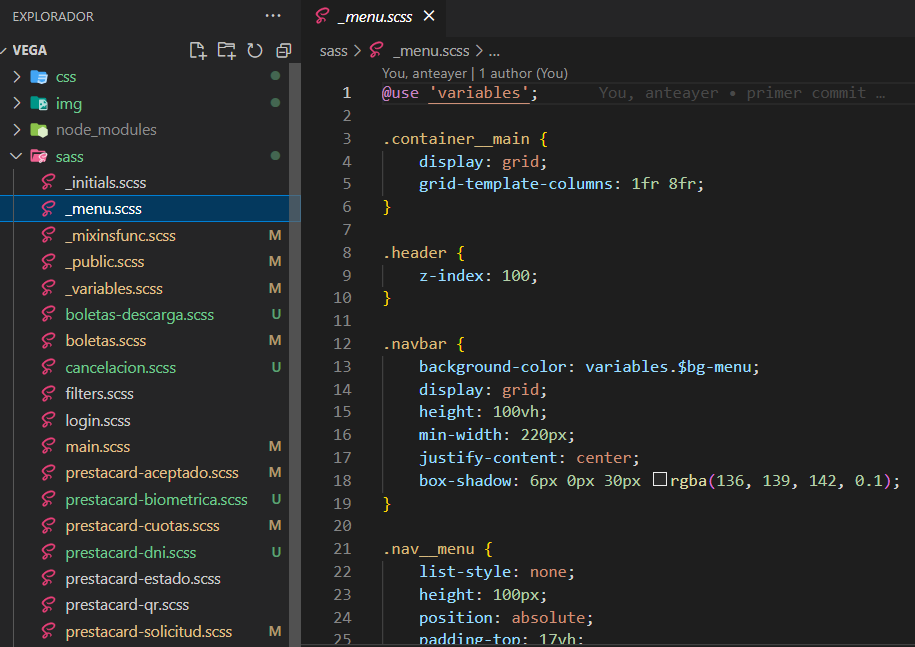 EXPLORADOR
VEGA
css
img
node_modules
sass
_initials.scss
_menu.scss
_mixinsfunc.scss M
_public.scss M
_variables.scss M
boletas-descarga.scss U
boletas.scss M
cancelacion.scss U
filters.scss
login.scss
main.scss M
prestacard-aceptado.scss M
prestacard-biometrica.scss U
prestacard-cuotas.scss M
prestacard-dni.scss U
prestacard-estado.scss
prestacard-qr.scss
prestacard-solicitud.scss M
_menu.scss
sass > _menu.scss > ...
You, anteayer | 1 author (You)
1 @use 'variables'; You, anteayer • primer commit …
2
3 .container__main {
4 display: grid;
5 grid-template-columns: 1fr 8fr;
6 }
7
8 .header {
9 z-index: 100;
10 }
11
12 .navbar {
13 background-color: variables.$bg-menu;
14 display: grid;
15 height: 100vh;
16 min-width: 220px;
17 justify-content: center;
18 box-shadow: 6px 0px 30px rgba(136, 139, 142, 0.1);
19 }
20
21 .nav__menu {
22 list-style: none;
23 height: 100px;
24 position: absolute;
25 padding-top: 17vh;